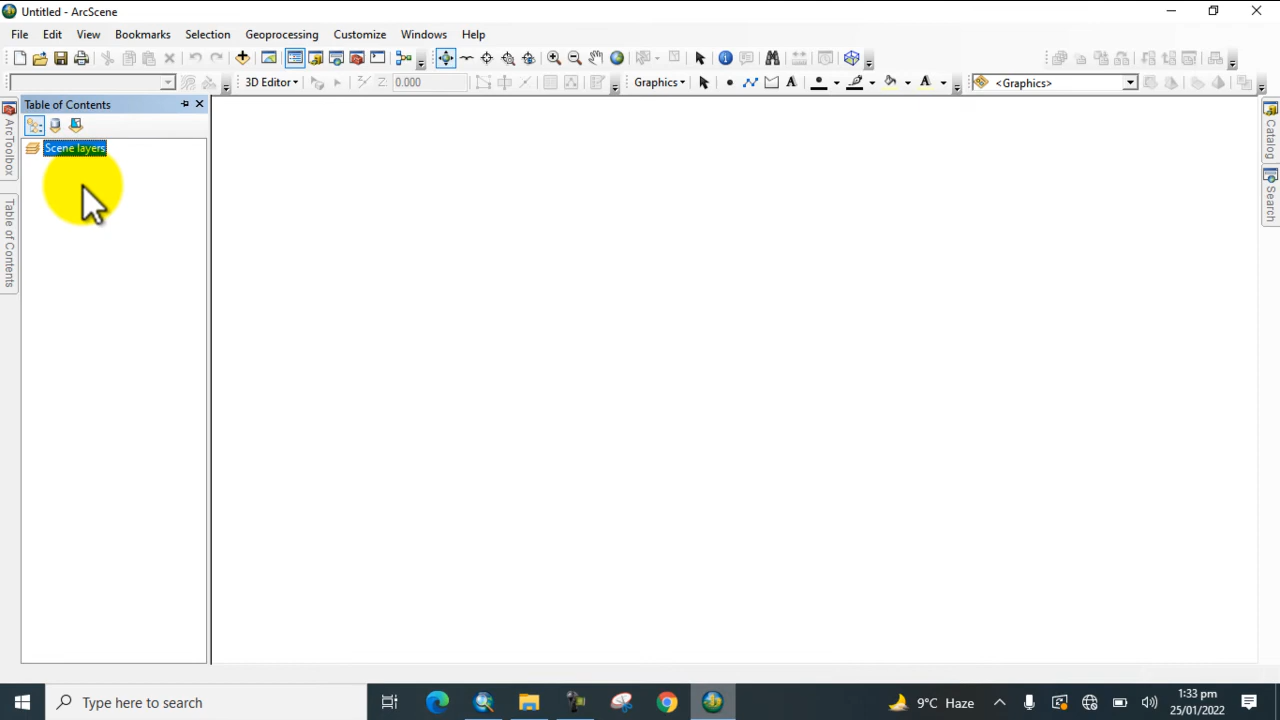 Untitled - ArcScene
File Edit View Bookmarks Selection Geoprocessing Customize Windows Help
3D Editor 0.000 Graphics A A <Graphics>
Table of Contents
Scene layers
ArcToolbox
Table of Contents
Catalog
Search
Type here to search
9°C Haze
1:33 pm
25/01/2022